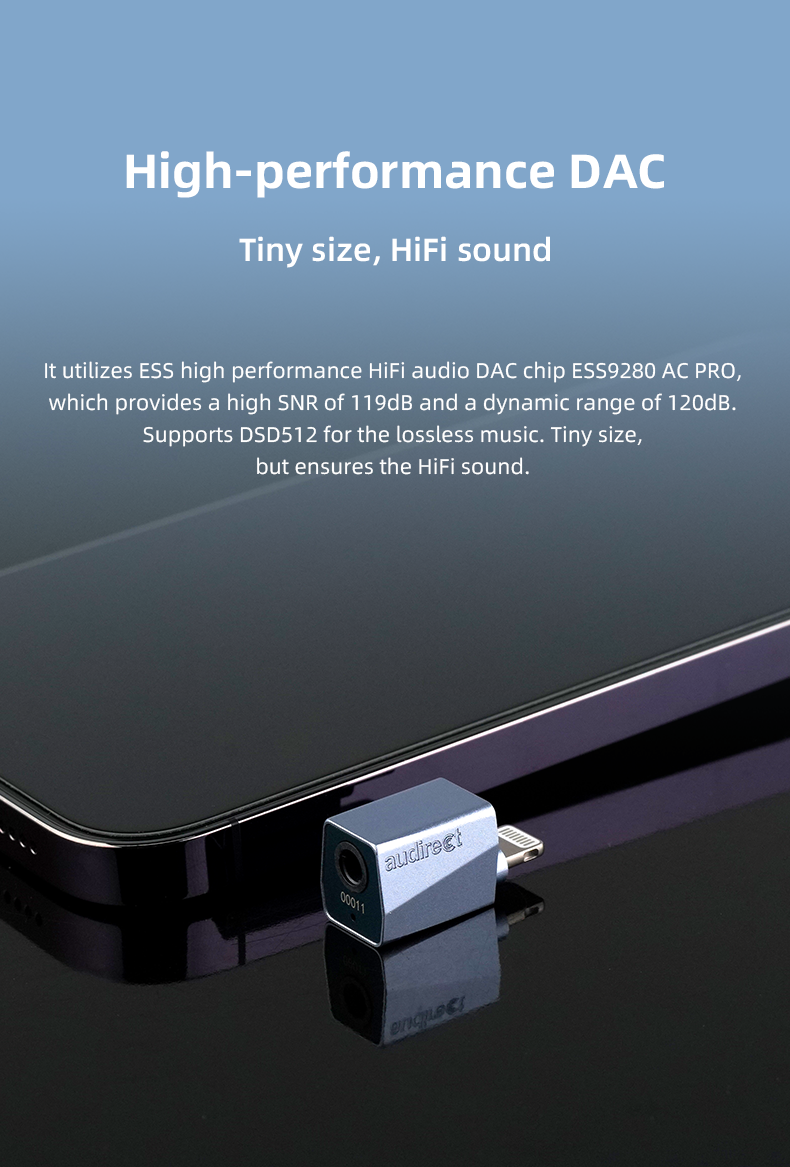 High-performance DAC
Tiny size, HiFi sound
It utilizes ESS high performance HiFi audio DAC chip ESS9280 AC PRO,
which provides a high SNR of 119dB and a dynamic range of 120dB.
Supports DSD512 for the lossless music. Tiny size,
but ensures the HiFi sound.
audirect
00011